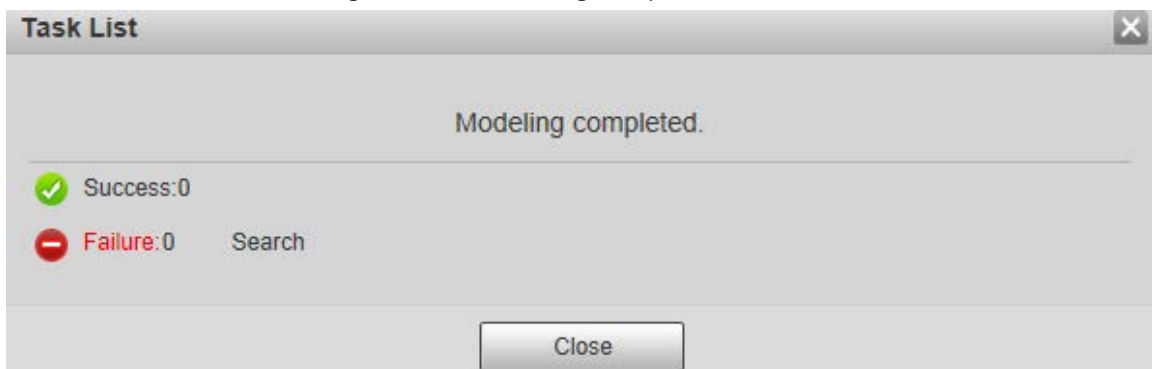 Task List
Modeling completed.
Success:0
Failure:0 Search
Close